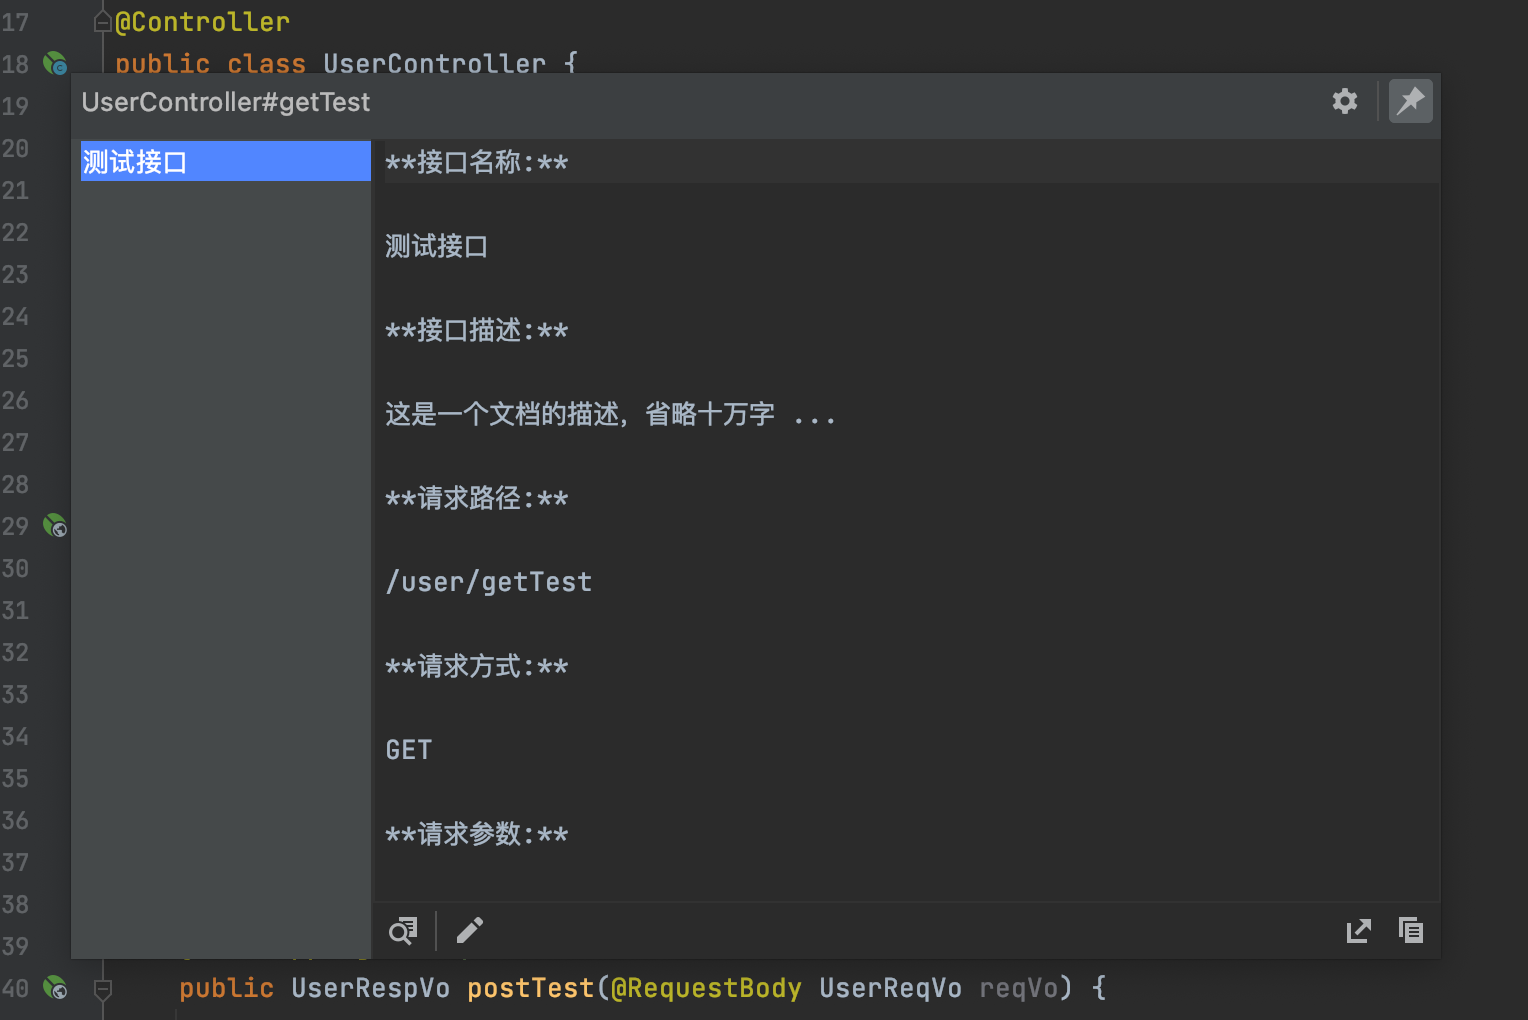 17 @Controller
18 public class UserController {
UserController#getTest
19
20
21
22
23
24
25
26
27
28
29
30
31
32
33
34
35
36
37
38
39
测试接口
**接口名称:**
测试接口
**接口描述:**
这是一个文档的描述，省略十万字 ...
**请求路径:**
/user/getTest
**请求方式:**
GET
**请求参数:**
40 public UserRespVo postTest(@RequestBody UserReqVo reqVo) {